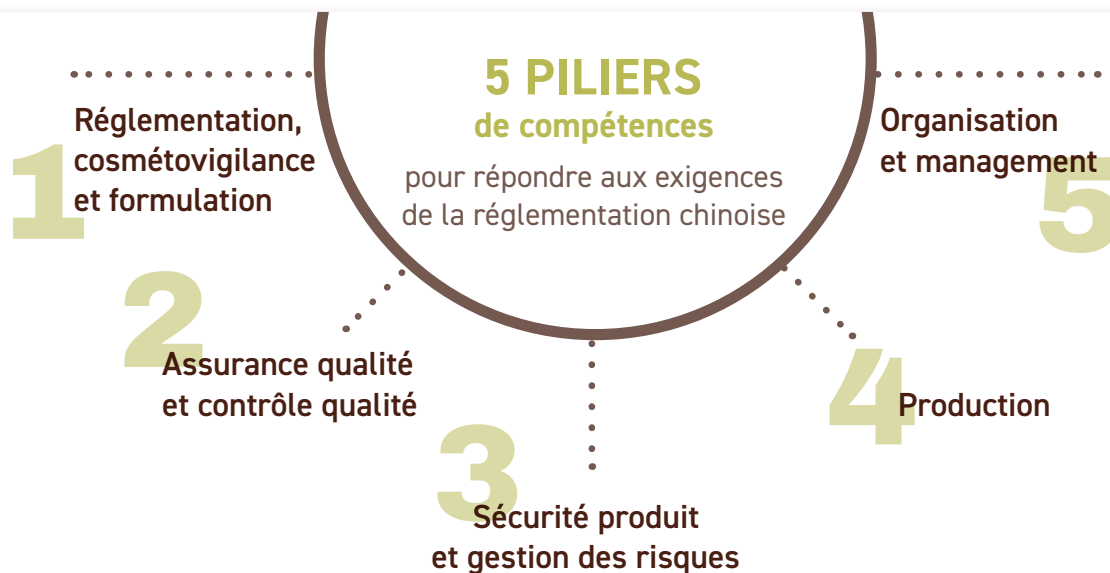 5 PILIERS
de compétences
pour répondre aux exigences
de la réglementation chinoise
1
Réglementation,
cosmétovigilance
et formulation
2
Assurance qualité
et contrôle qualité
3
Sécurité produit
et gestion des risques
4
Production
5
Organisation
et management